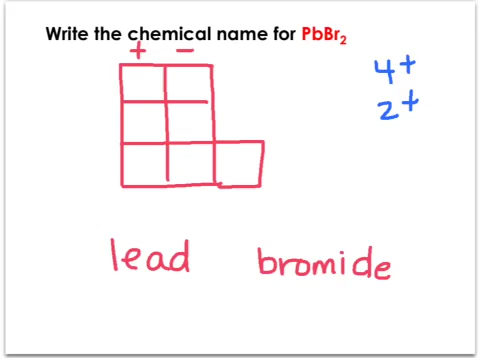 Write the chemical name for PbBr₂
+ −
4+
2+
lead bromide